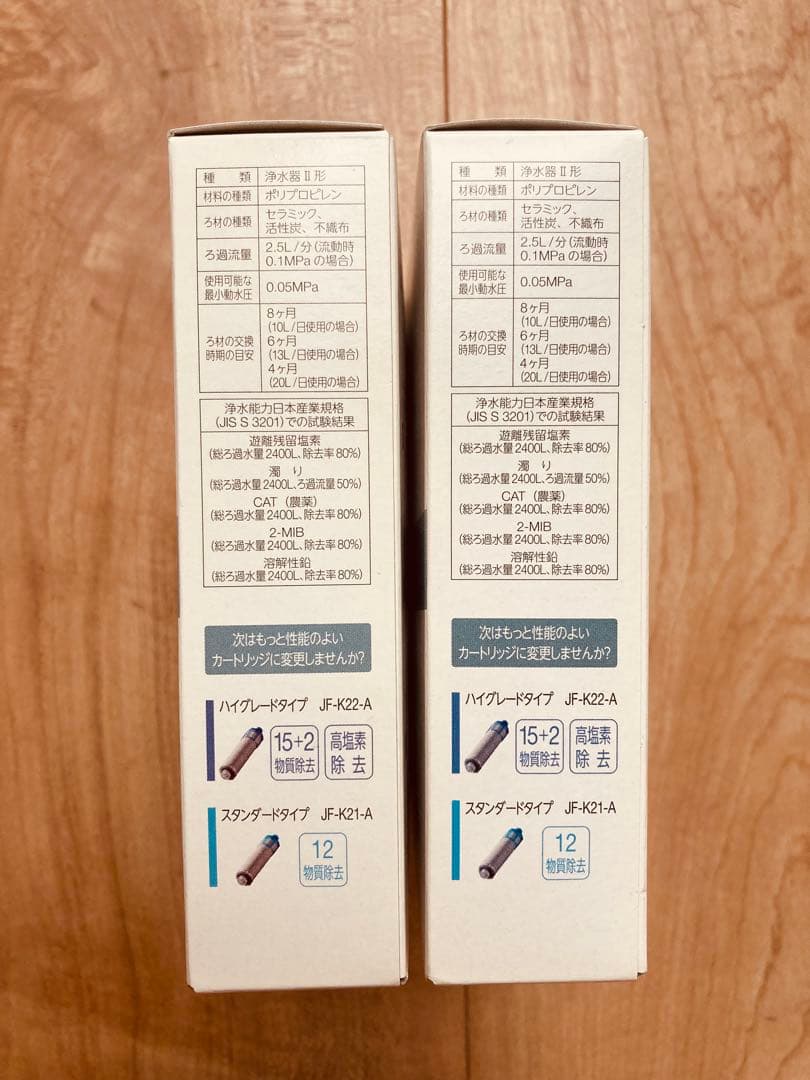 種　類 浄水器Ⅱ形
材料の種類 ポリプロピレン
ろ材の種類 セラミック、
活性炭、不織布
ろ過流量 2.5L/分(流動時
0.1MPaの場合)
使用可能な
最小動水圧 0.05MPa
ろ材の交換
時期の目安 8ヶ月
(10L/日使用の場合)
6ヶ月
(13L/日使用の場合)
4ヶ月
(20L/日使用の場合)
浄水能力日本産業規格
(JIS S 3201)での試験結果
遊離残留塩素
(総ろ過水量2400L、除去率80%)
濁 り
(総ろ過水量2400L、ろ過流量50%)
CAT(農薬)
(総ろ過水量2400L、除去率80%)
2-MIB
(総ろ過水量2400L、除去率80%)
溶解性鉛
(総ろ過水量2400L、除去率80%)
次はもっと性能のよい
カートリッジに変更しませんか?
ハイグレードタイプ JF-K22-A
15+2
物質除去
高塩素
除 去
スタンダードタイプ JF-K21-A
12
物質除去
種　類 浄水器Ⅱ形
材料の種類 ポリプロピレン
ろ材の種類 セラミック、
活性炭、不織布
ろ過流量 2.5L/分(流動時
0.1MPaの場合)
使用可能な
最小動水圧 0.05MPa
ろ材の交換
時期の目安 8ヶ月
(10L/日使用の場合)
6ヶ月
(13L/日使用の場合)
4ヶ月
(20L/日使用の場合)
浄水能力日本産業規格
(JIS S 3201)での試験結果
遊離残留塩素
(総ろ過水量2400L、除去率80%)
濁 り
(総ろ過水量2400L、ろ過流量50%)
CAT(農薬)
(総ろ過水量2400L、除去率80%)
2-MIB
(総ろ過水量2400L、除去率80%)
溶解性鉛
(総ろ過水量2400L、除去率80%)
次はもっと性能のよい
カートリッジに変更しませんか?
ハイグレードタイプ JF-K22-A
15+2
物質除去
高塩素
除 去
スタンダードタイプ JF-K21-A
12
物質除去